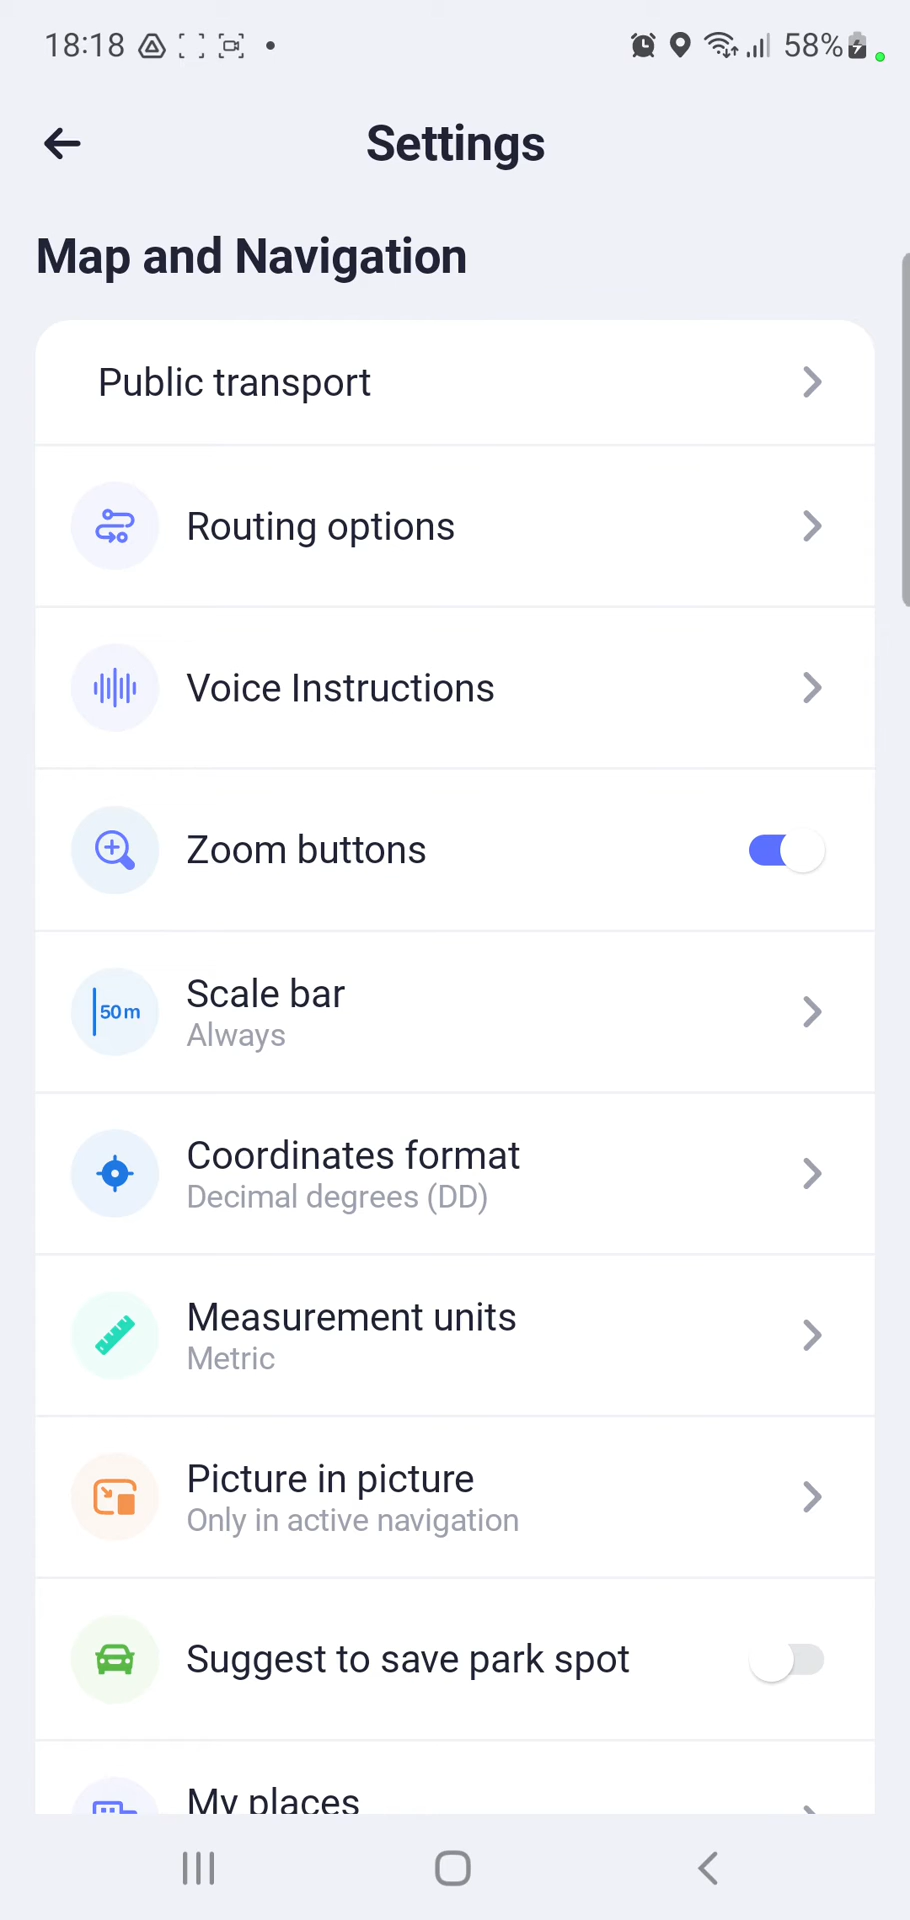 18:18
58%
Settings
Map and Navigation
Public transport
Routing options
Voice Instructions
Zoom buttons
50 m
Scale bar
Always
Coordinates format
Decimal degrees (DD)
Measurement units
Metric
Picture in picture
Only in active navigation
Suggest to save park spot
My places